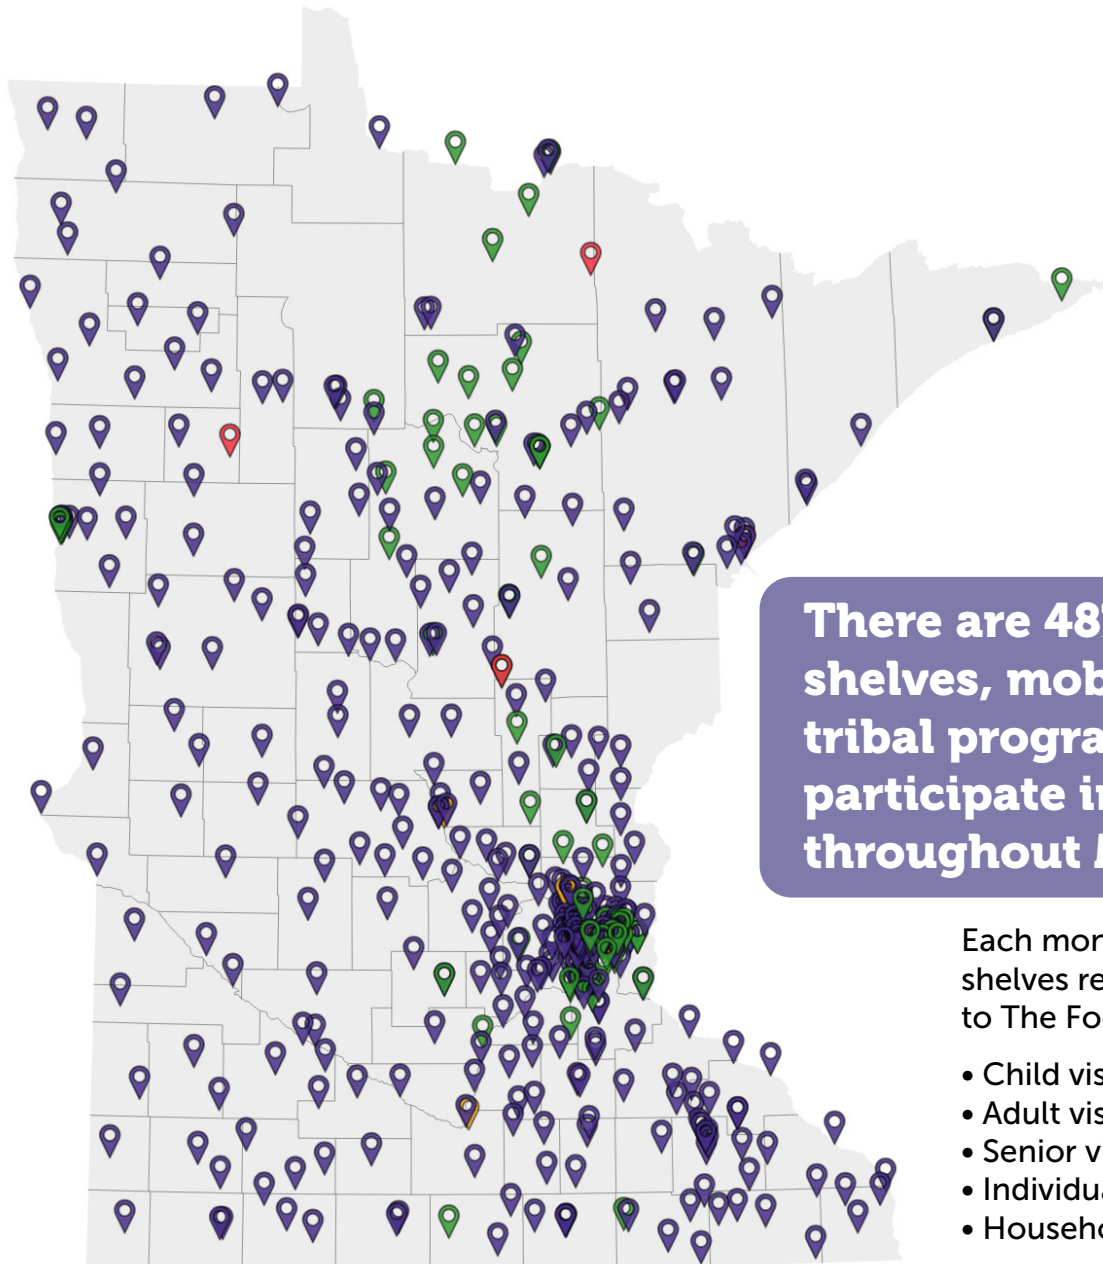 There are 48
shelves, mob
tribal progra
participate in
throughout
Each mon
shelves re
to The Fo
• Child vis
• Adult vis
• Senior v
• Individu
• Househo